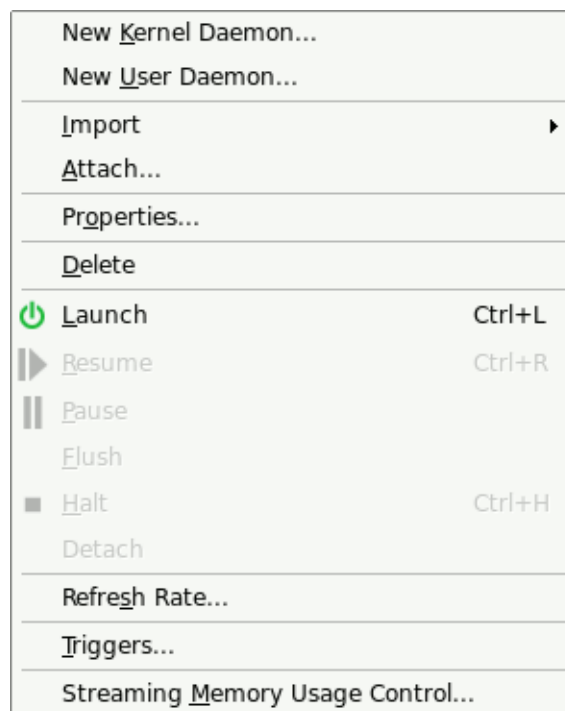 New Kernel Daemon...
New User Daemon...
Import
Attach...
Properties...
Delete
Launch Ctrl+L
Resume Ctrl+R
Pause
Flush
Halt Ctrl+H
Detach
Refresh Rate...
Triggers...
Streaming Memory Usage Control...